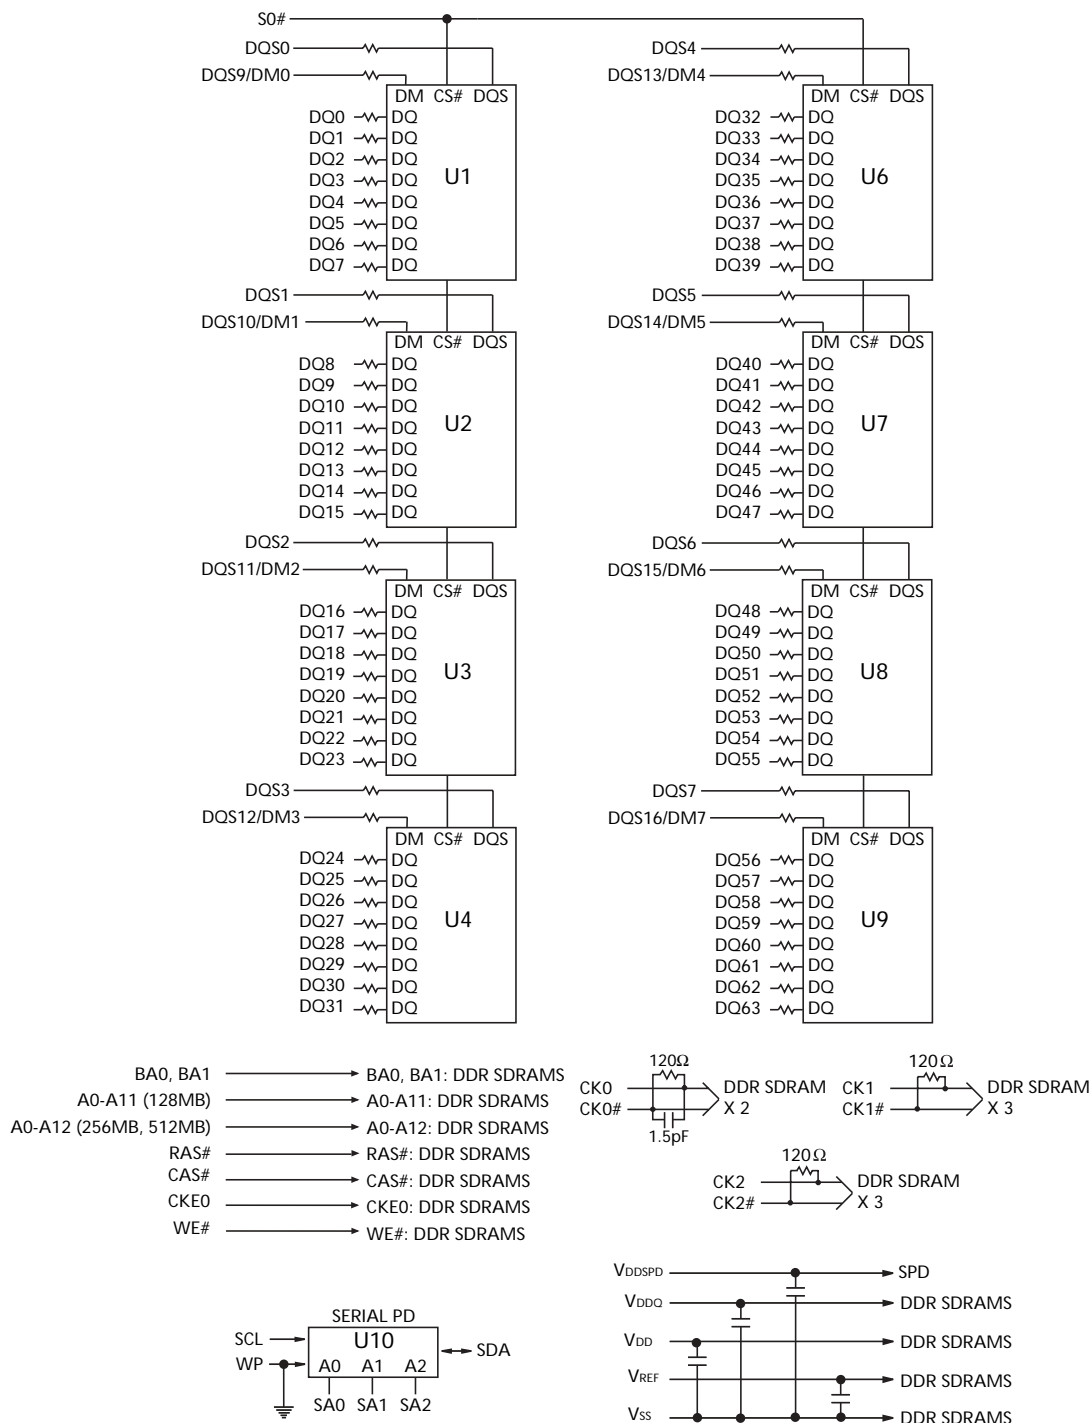 S0#
DQS0
DQS9/DM0
DM CS# DQS
DQ0 DQ
DQ1 DQ
DQ2 DQ
DQ3 DQ
DQ4 DQ
DQ5 DQ
DQ6 DQ
DQ7 DQ
U1
DQS1
DQS10/DM1
DM CS# DQS
DQ8 DQ
DQ9 DQ
DQ10 DQ
DQ11 DQ
DQ12 DQ
DQ13 DQ
DQ14 DQ
DQ15 DQ
U2
DQS2
DQS11/DM2
DM CS# DQS
DQ16 DQ
DQ17 DQ
DQ18 DQ
DQ19 DQ
DQ20 DQ
DQ21 DQ
DQ22 DQ
DQ23 DQ
U3
DQS3
DQS12/DM3
DM CS# DQS
DQ24 DQ
DQ25 DQ
DQ26 DQ
DQ27 DQ
DQ28 DQ
DQ29 DQ
DQ30 DQ
DQ31 DQ
U4
DQS4
DQS13/DM4
DM CS# DQS
DQ32 DQ
DQ33 DQ
DQ34 DQ
DQ35 DQ
DQ36 DQ
DQ37 DQ
DQ38 DQ
DQ39 DQ
U6
DQS5
DQS14/DM5
DM CS# DQS
DQ40 DQ
DQ41 DQ
DQ42 DQ
DQ43 DQ
DQ44 DQ
DQ45 DQ
DQ46 DQ
DQ47 DQ
U7
DQS6
DQS15/DM6
DM CS# DQS
DQ48 DQ
DQ49 DQ
DQ50 DQ
DQ51 DQ
DQ52 DQ
DQ53 DQ
DQ54 DQ
DQ55 DQ
U8
DQS7
DQS16/DM7
DM CS# DQS
DQ56 DQ
DQ57 DQ
DQ58 DQ
DQ59 DQ
DQ60 DQ
DQ61 DQ
DQ62 DQ
DQ63 DQ
U9
BA0, BA1 BA0, BA1: DDR SDRAMS
A0-A11 (128MB) A0-A11: DDR SDRAMS
A0-A12 (256MB, 512MB) A0-A12: DDR SDRAMS
RAS# RAS#: DDR SDRAMS
CAS# CAS#: DDR SDRAMS
CKE0 CKE0: DDR SDRAMS
WE# WE#: DDR SDRAMS
120Ω
CK0 DDR SDRAM
CK0# X 2
1.5pF
120Ω
CK1 DDR SDRAM
CK1# X 3
120Ω
CK2 DDR SDRAM
CK2# X 3
SERIAL PD
SCL U10 SDA
WP A0 A1 A2
SA0 SA1 SA2
VDDSPD SPD
VDDQ DDR SDRAMS
VDD DDR SDRAMS
VREF DDR SDRAMS
VSS DDR SDRAMS